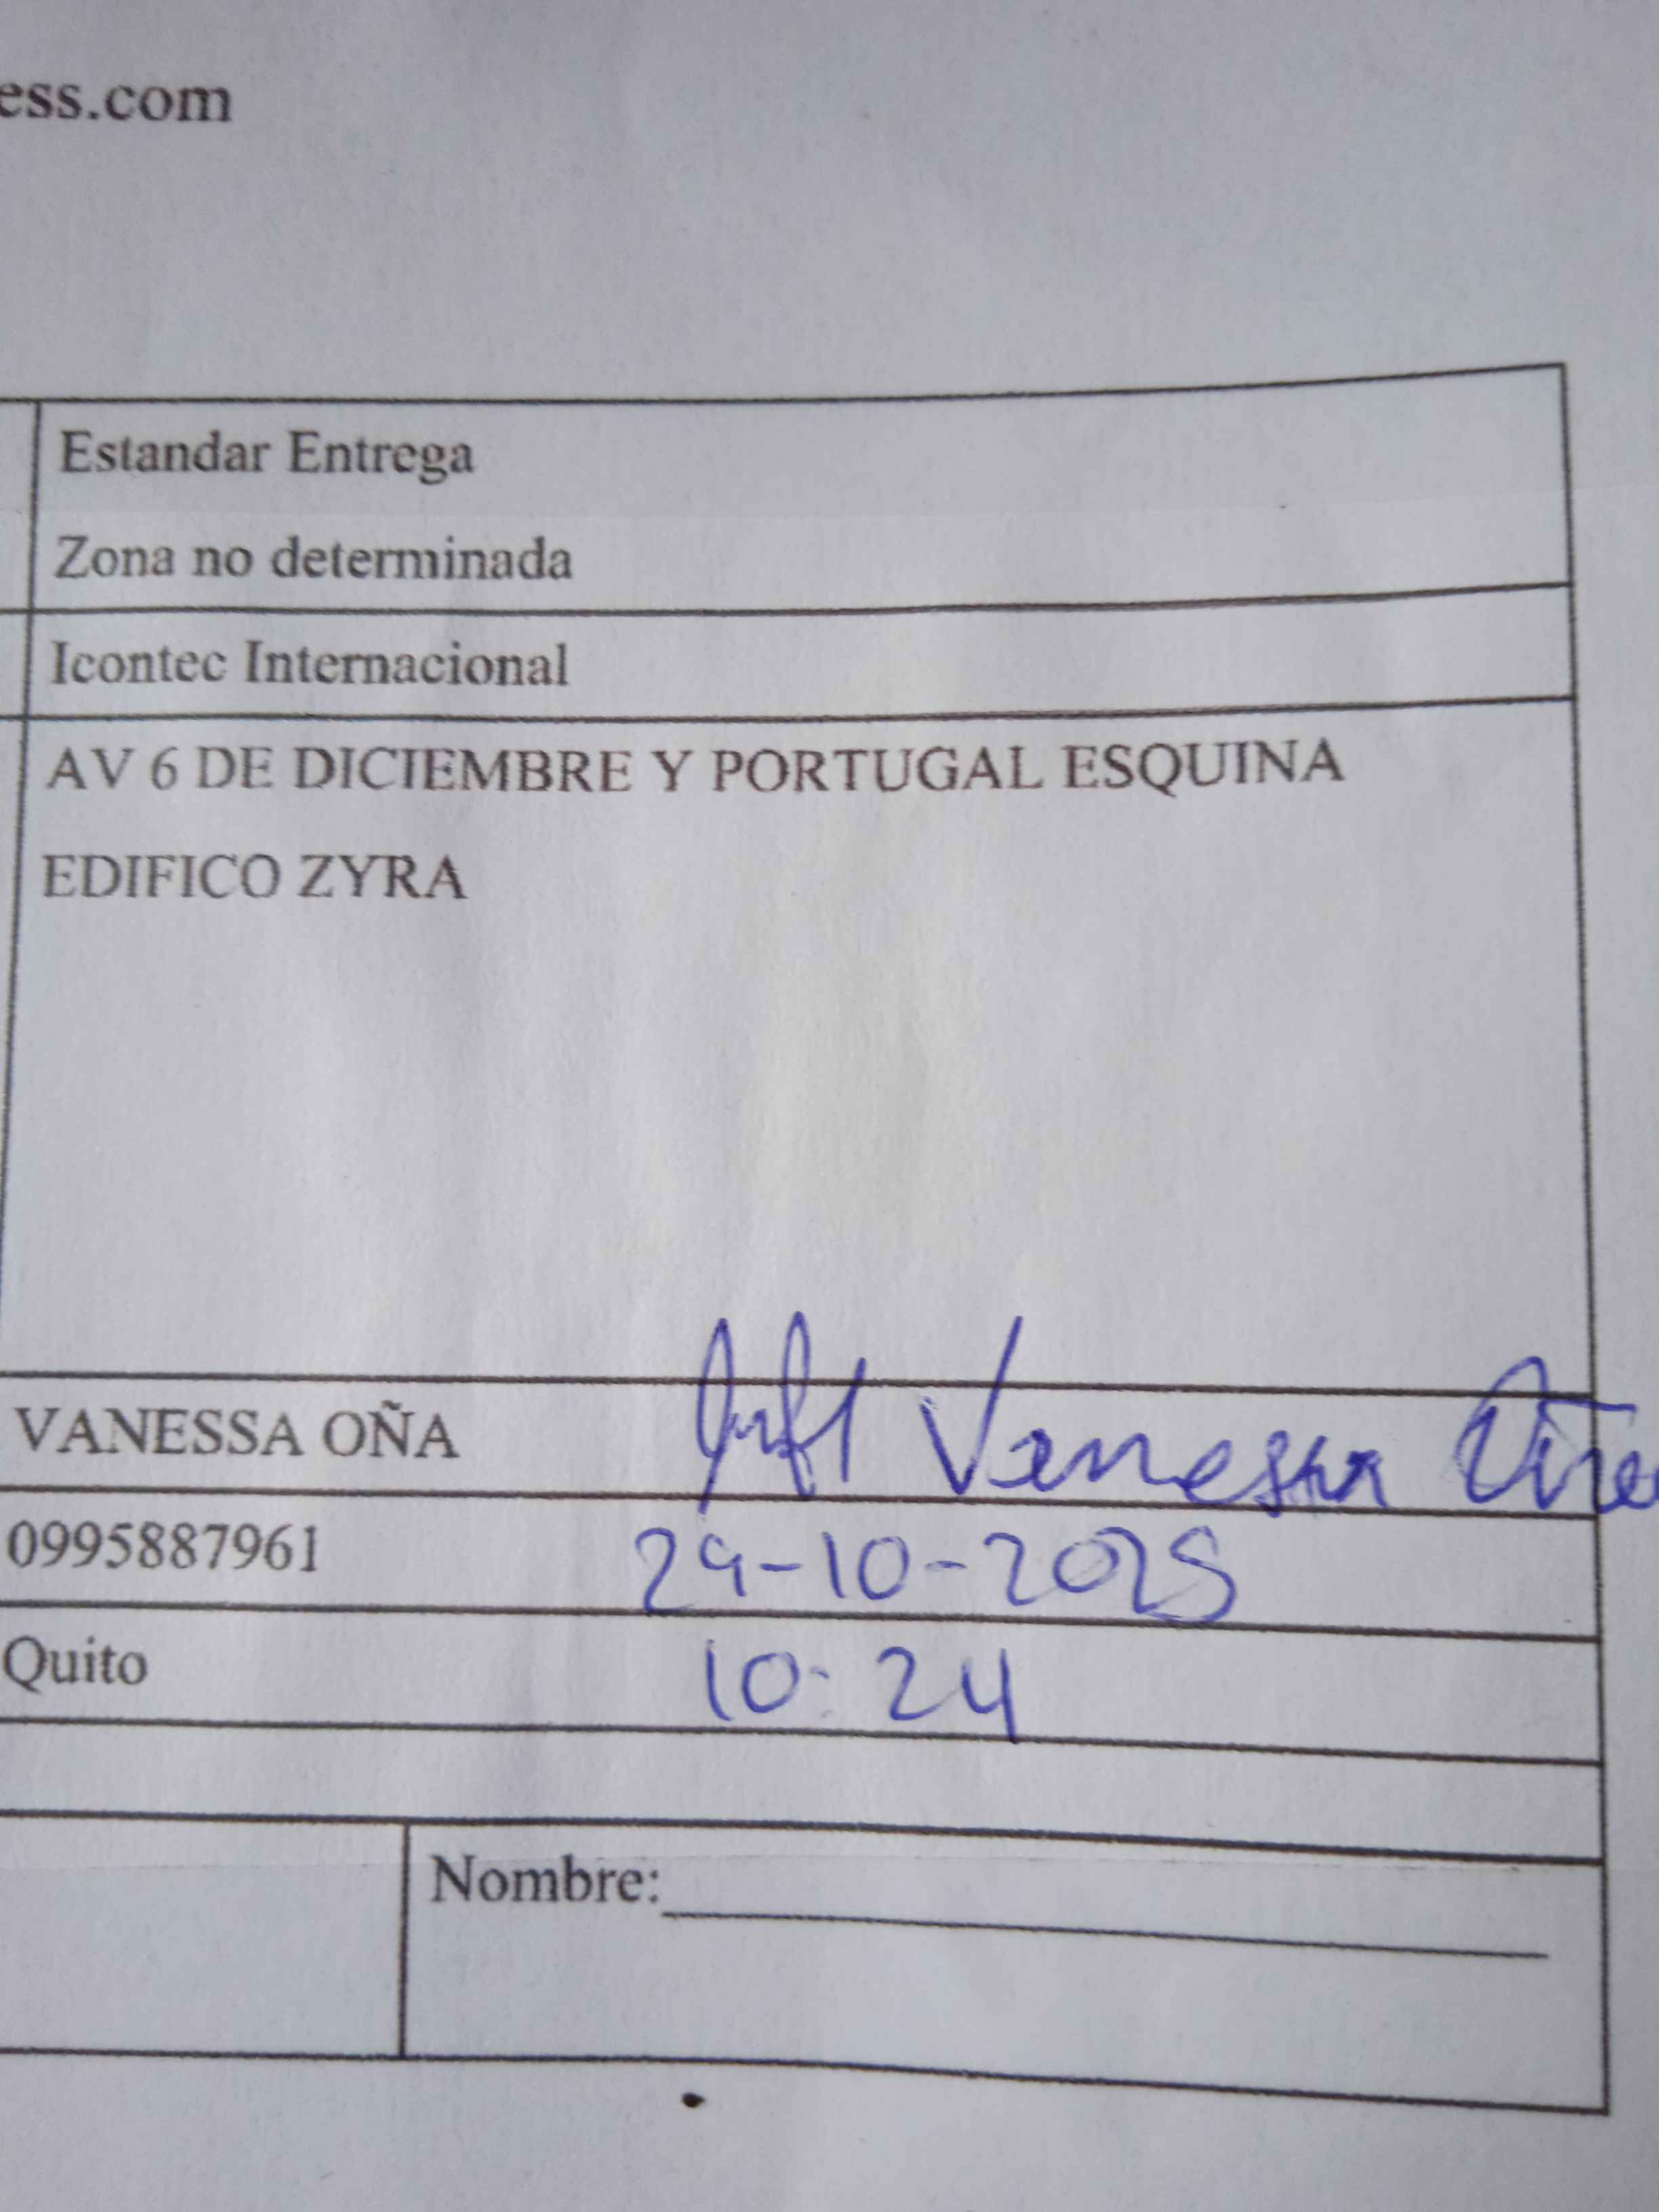 ess.com
Estandar Entrega
Zona no determinada
Icontec Internacional
AV 6 DE DICIEMBRE Y PORTUGAL ESQUINA
EDIFICO ZYRA
VANESSA OÑA Vanessa Oña
0995887961 29-10-2025
Quito 10:24
Nombre: